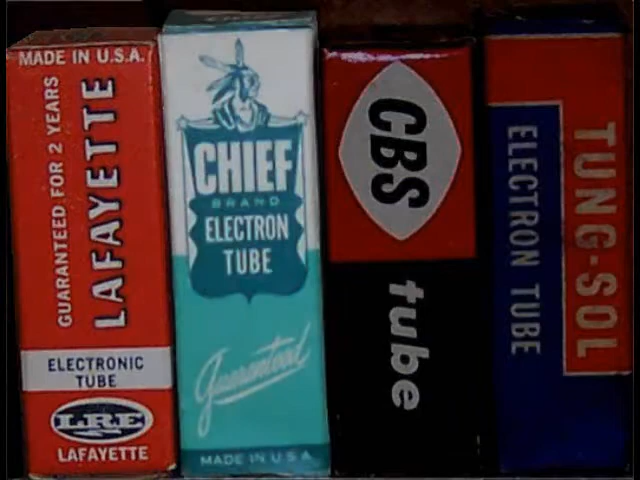 MADE IN U.S.A.
GUARANTEED FOR 2 YEARS
LAFAYETTE
ELECTRONIC
TUBE
LRE
LAFAYETTE
CHIEF
BRAND
ELECTRON
TUBE
Guaranteed
MADE IN U.S.A.
CBS
tube
TUNG-SOL
ELECTRON TUBE